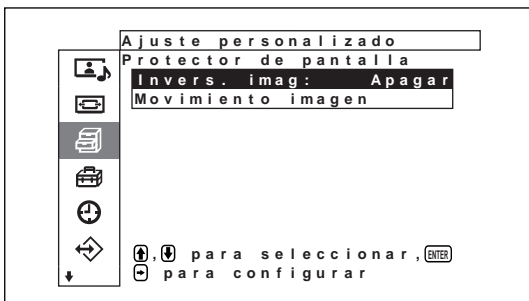 Ajuste personalizado
Protector de pantalla
Invers. imag: Apagar
Movimiento imagen
, para seleccionar, ENTER
para configurar